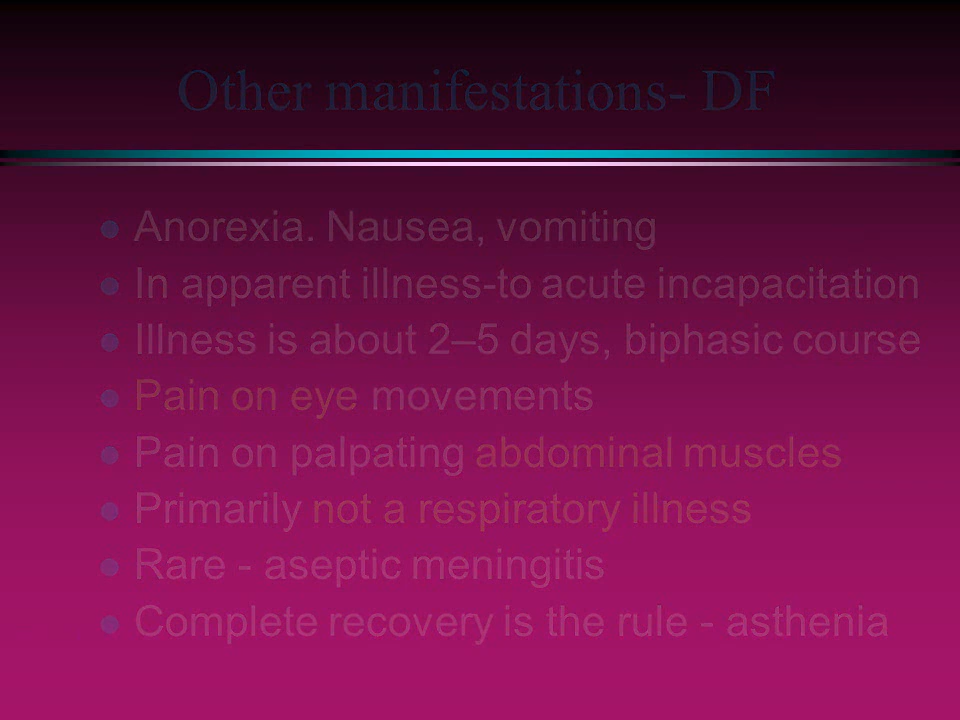 Other manifestations- DF
Anorexia. Nausea, vomiting
In apparent illness-to acute incapacitation
Illness is about 2–5 days, biphasic course
Pain on eye movements
Pain on palpating abdominal muscles
Primarily not a respiratory illness
Rare - aseptic meningitis
Complete recovery is the rule - asthenia